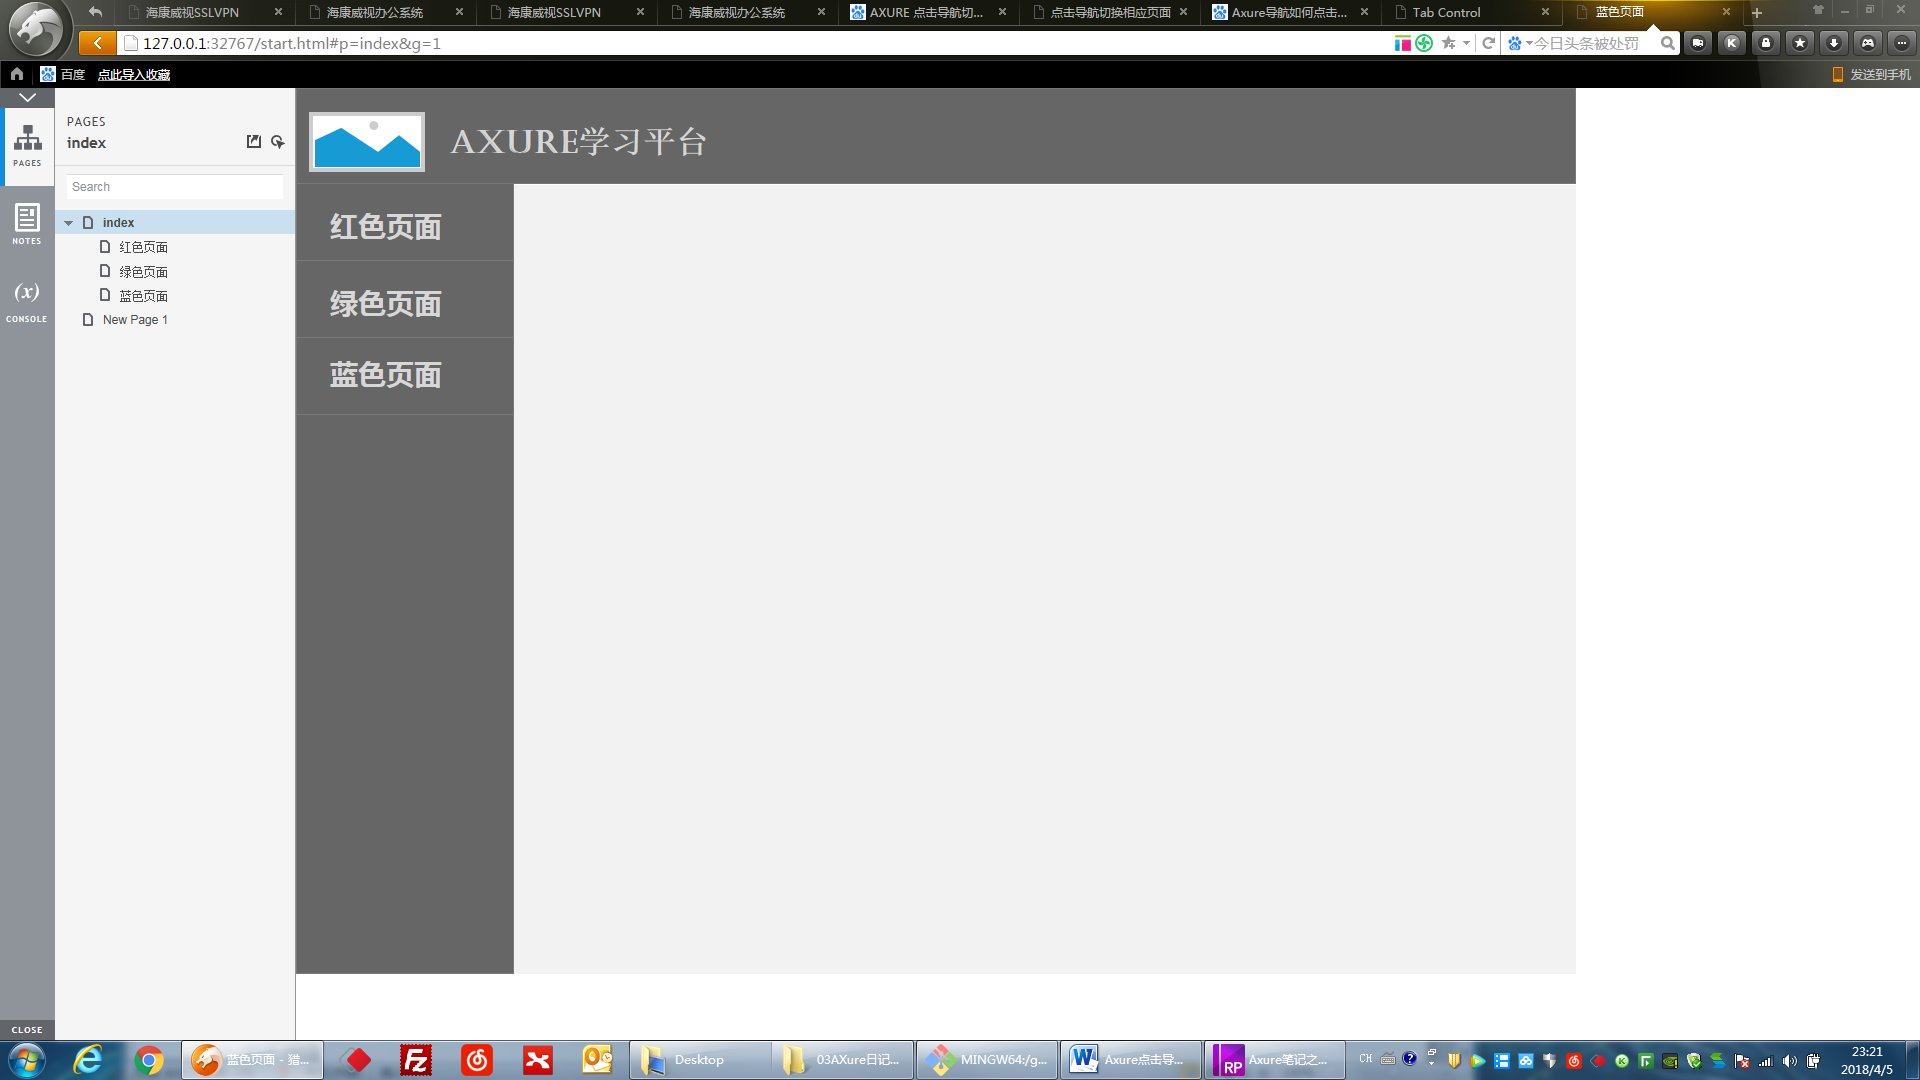 海康威视SSLVPN
海康威视办公系统
海康威视SSLVPN
海康威视办公系统
AXURE 点击导航切...
点击导航切换相应页面
Axure导航如何点击...
Tab Control
蓝色页面
127.0.0.1:32767/start.html#p=index&g=1
今日头条被处罚
百度
点此导入收藏
发送到手机
PAGES
NOTES
(x)
CONSOLE
CLOSE
PAGES
index
Search
index
红色页面
绿色页面
蓝色页面
New Page 1
AXURE学习平台
红色页面
绿色页面
蓝色页面
蓝色页面 - 猎...
Desktop
03AXure日记...
MINGW64:/g...
Axure点击导...
RP
Axure笔记之...
CH
23:21
2018/4/5